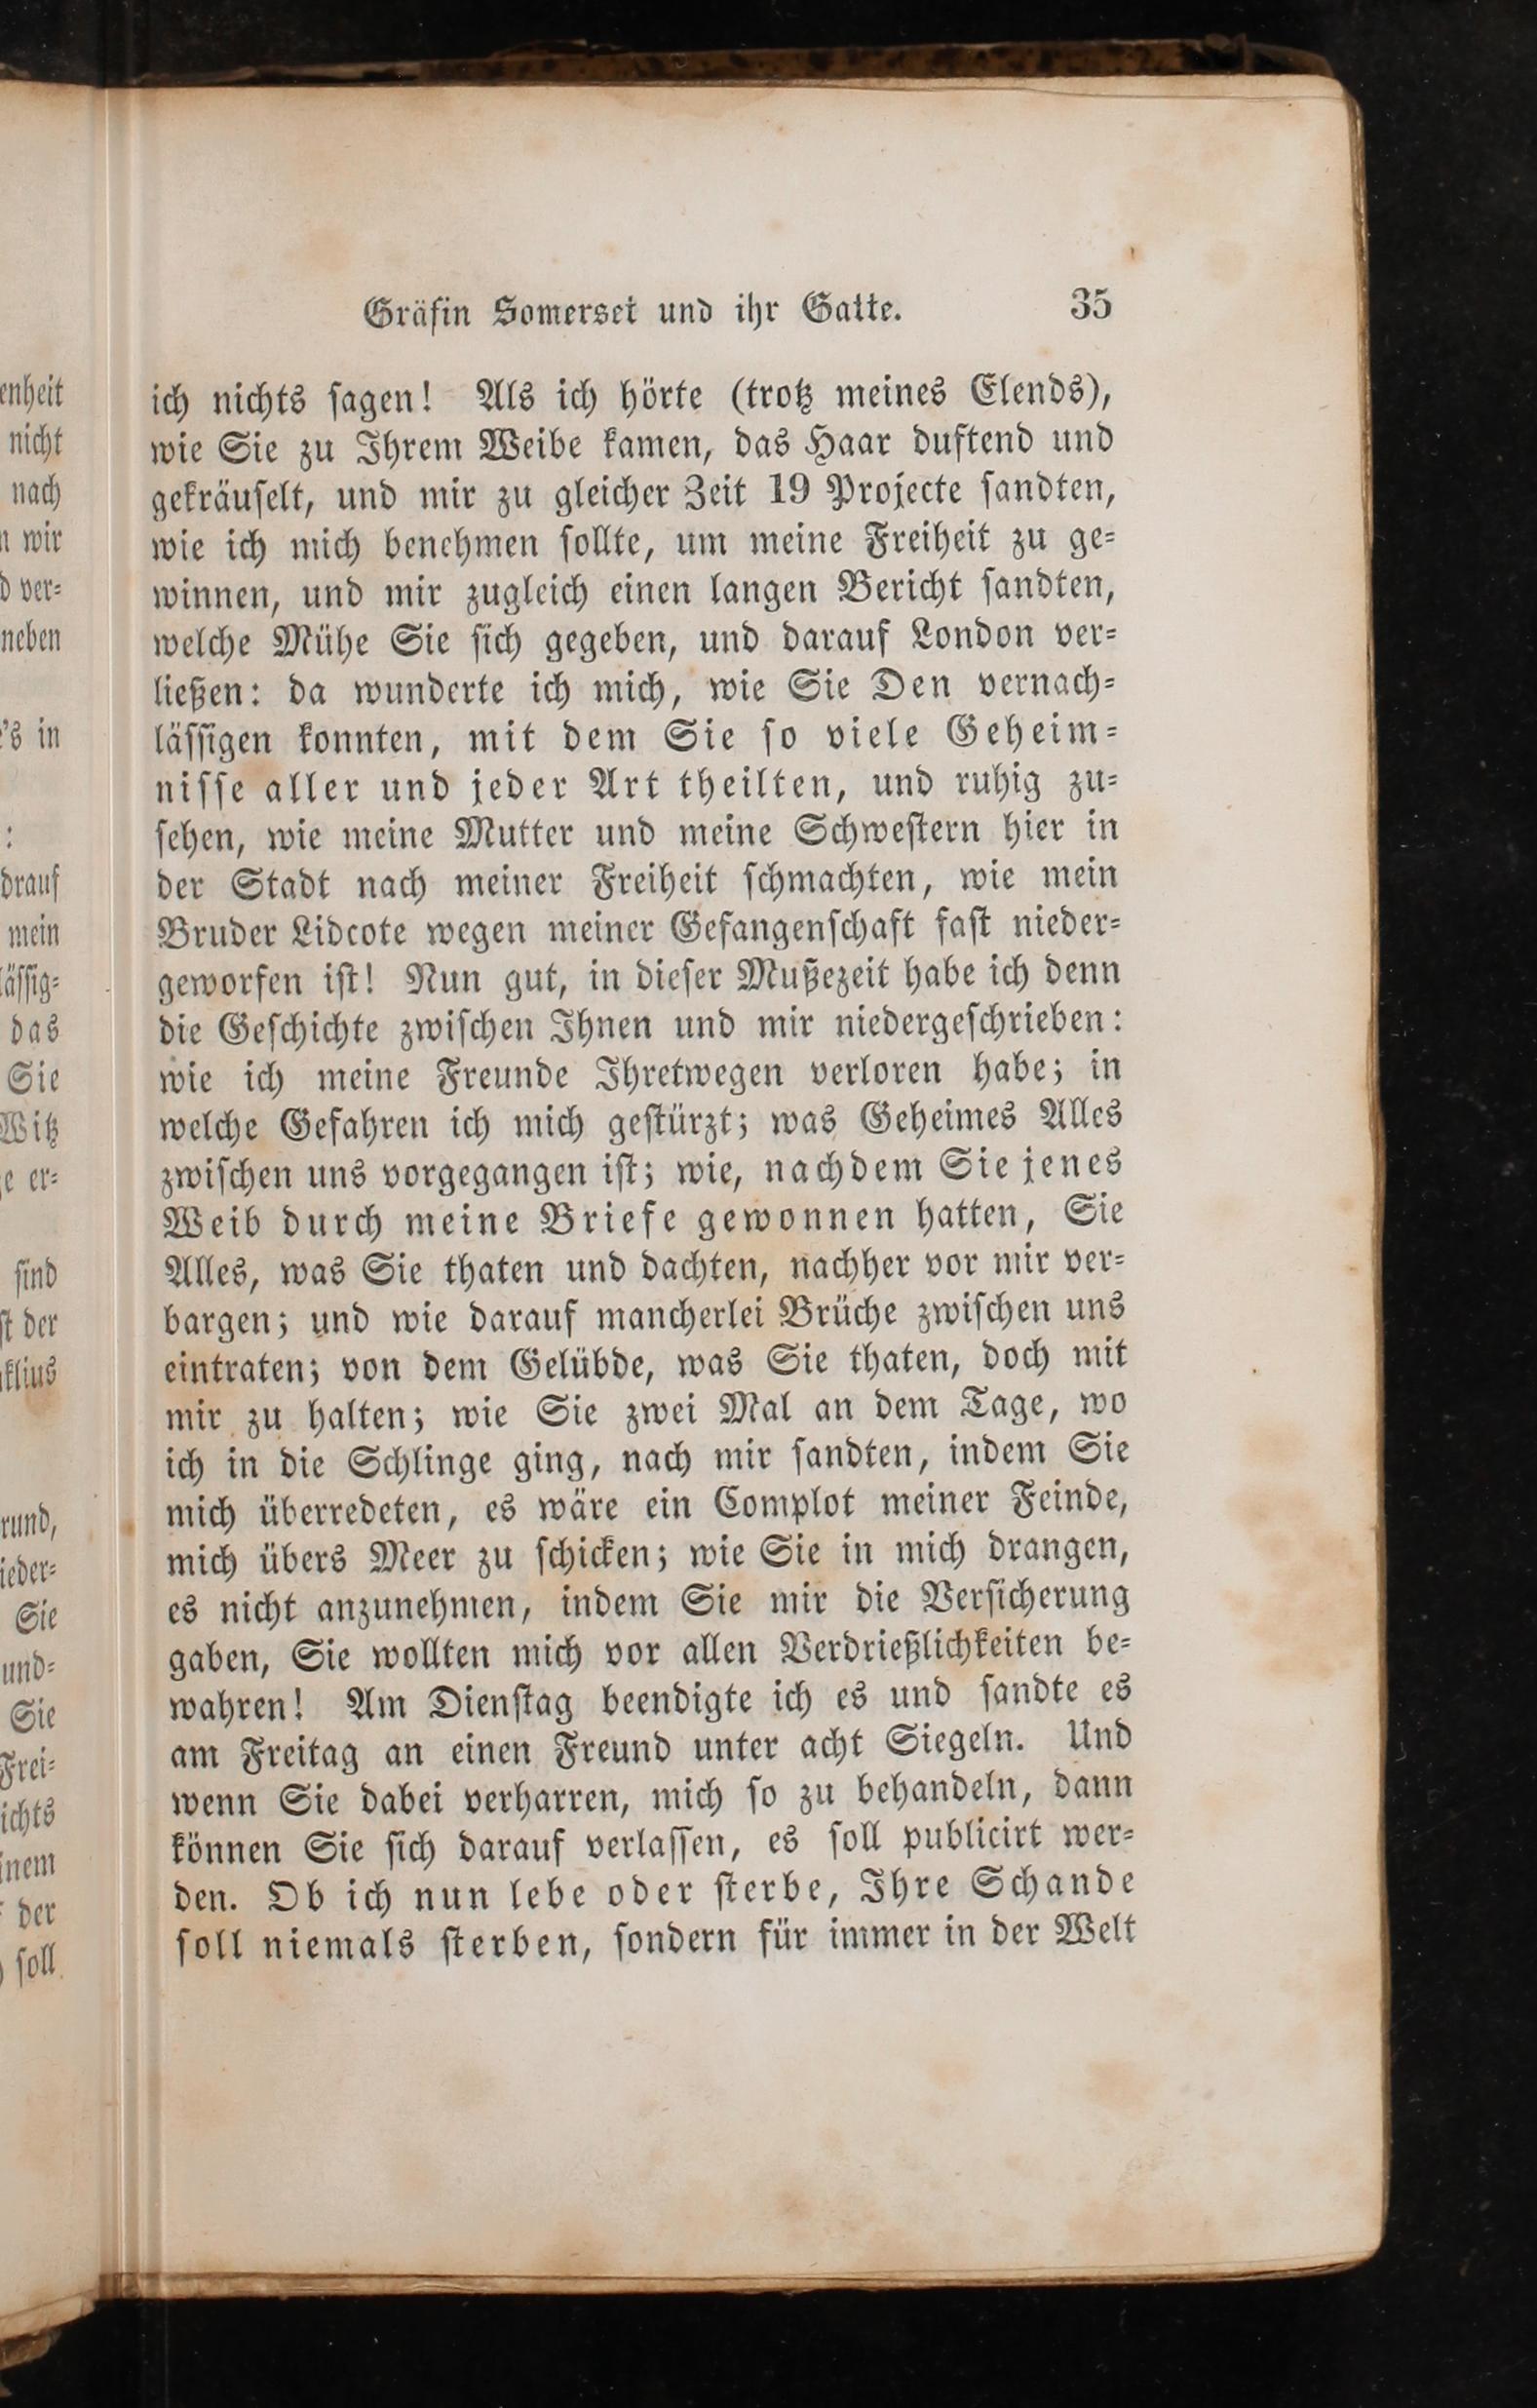 Gräfin Somerset und ihr Gatte. 35
ich nichts sagen! Als ich hörte (trotz meines Elends),
wie Sie zu Ihrem Weibe kamen, das Haar duftend und
gekräuselt, und mir zu gleicher Zeit 19 Projecte sandten,
wie ich mich benehmen sollte, um meine Freiheit zu ge-
winnen, und mir zugleich einen langen Bericht sandten,
welche Mühe Sie sich gegeben, und darauf London ver-
ließen: da wunderte ich mich, wie Sie Den vernach-
lässigen konnten, mit dem Sie so viele Geheim-
nisse aller und jeder Art theilten, und ruhig zu-
sehen, wie meine Mutter und meine Schwestern hier in
der Stadt nach meiner Freiheit schmachten, wie mein
Bruder Lidcote wegen meiner Gefangenschaft fast nieder-
geworfen ist! Nun gut, in dieser Mußezeit habe ich denn
die Geschichte zwischen Ihnen und mir niedergeschrieben:
wie ich meine Freunde Ihretwegen verloren habe; in
welche Gefahren ich mich gestürzt; was Geheimes Alles
zwischen uns vorgegangen ist; wie, nachdem Sie jenes
Weib durch meine Briefe gewonnen hatten, Sie
Alles, was Sie thaten und dachten, nachher vor mir ver-
bargen; und wie darauf mancherlei Brüche zwischen uns
eintraten; von dem Gelübde, was Sie thaten, doch mit
mir zu halten; wie Sie zwei Mal an dem Tage, wo
ich in die Schlinge ging, nach mir sandten, indem Sie
mich überredeten, es wäre ein Complot meiner Feinde,
mich übers Meer zu schicken; wie Sie in mich drangen,
es nicht anzunehmen, indem Sie mir die Versicherung
gaben, Sie wollten mich vor allen Verdrießlichkeiten be-
wahren! Am Dienstag beendigte ich es und sandte es
am Freitag an einen Freund unter acht Siegeln. Und
wenn Sie dabei verharren, mich so zu behandeln, dann
können Sie sich darauf verlassen, es soll publicirt wer-
den. Ob ich nun lebe oder sterbe, Ihre Schande
soll niemals sterben, sondern für immer in der Welt